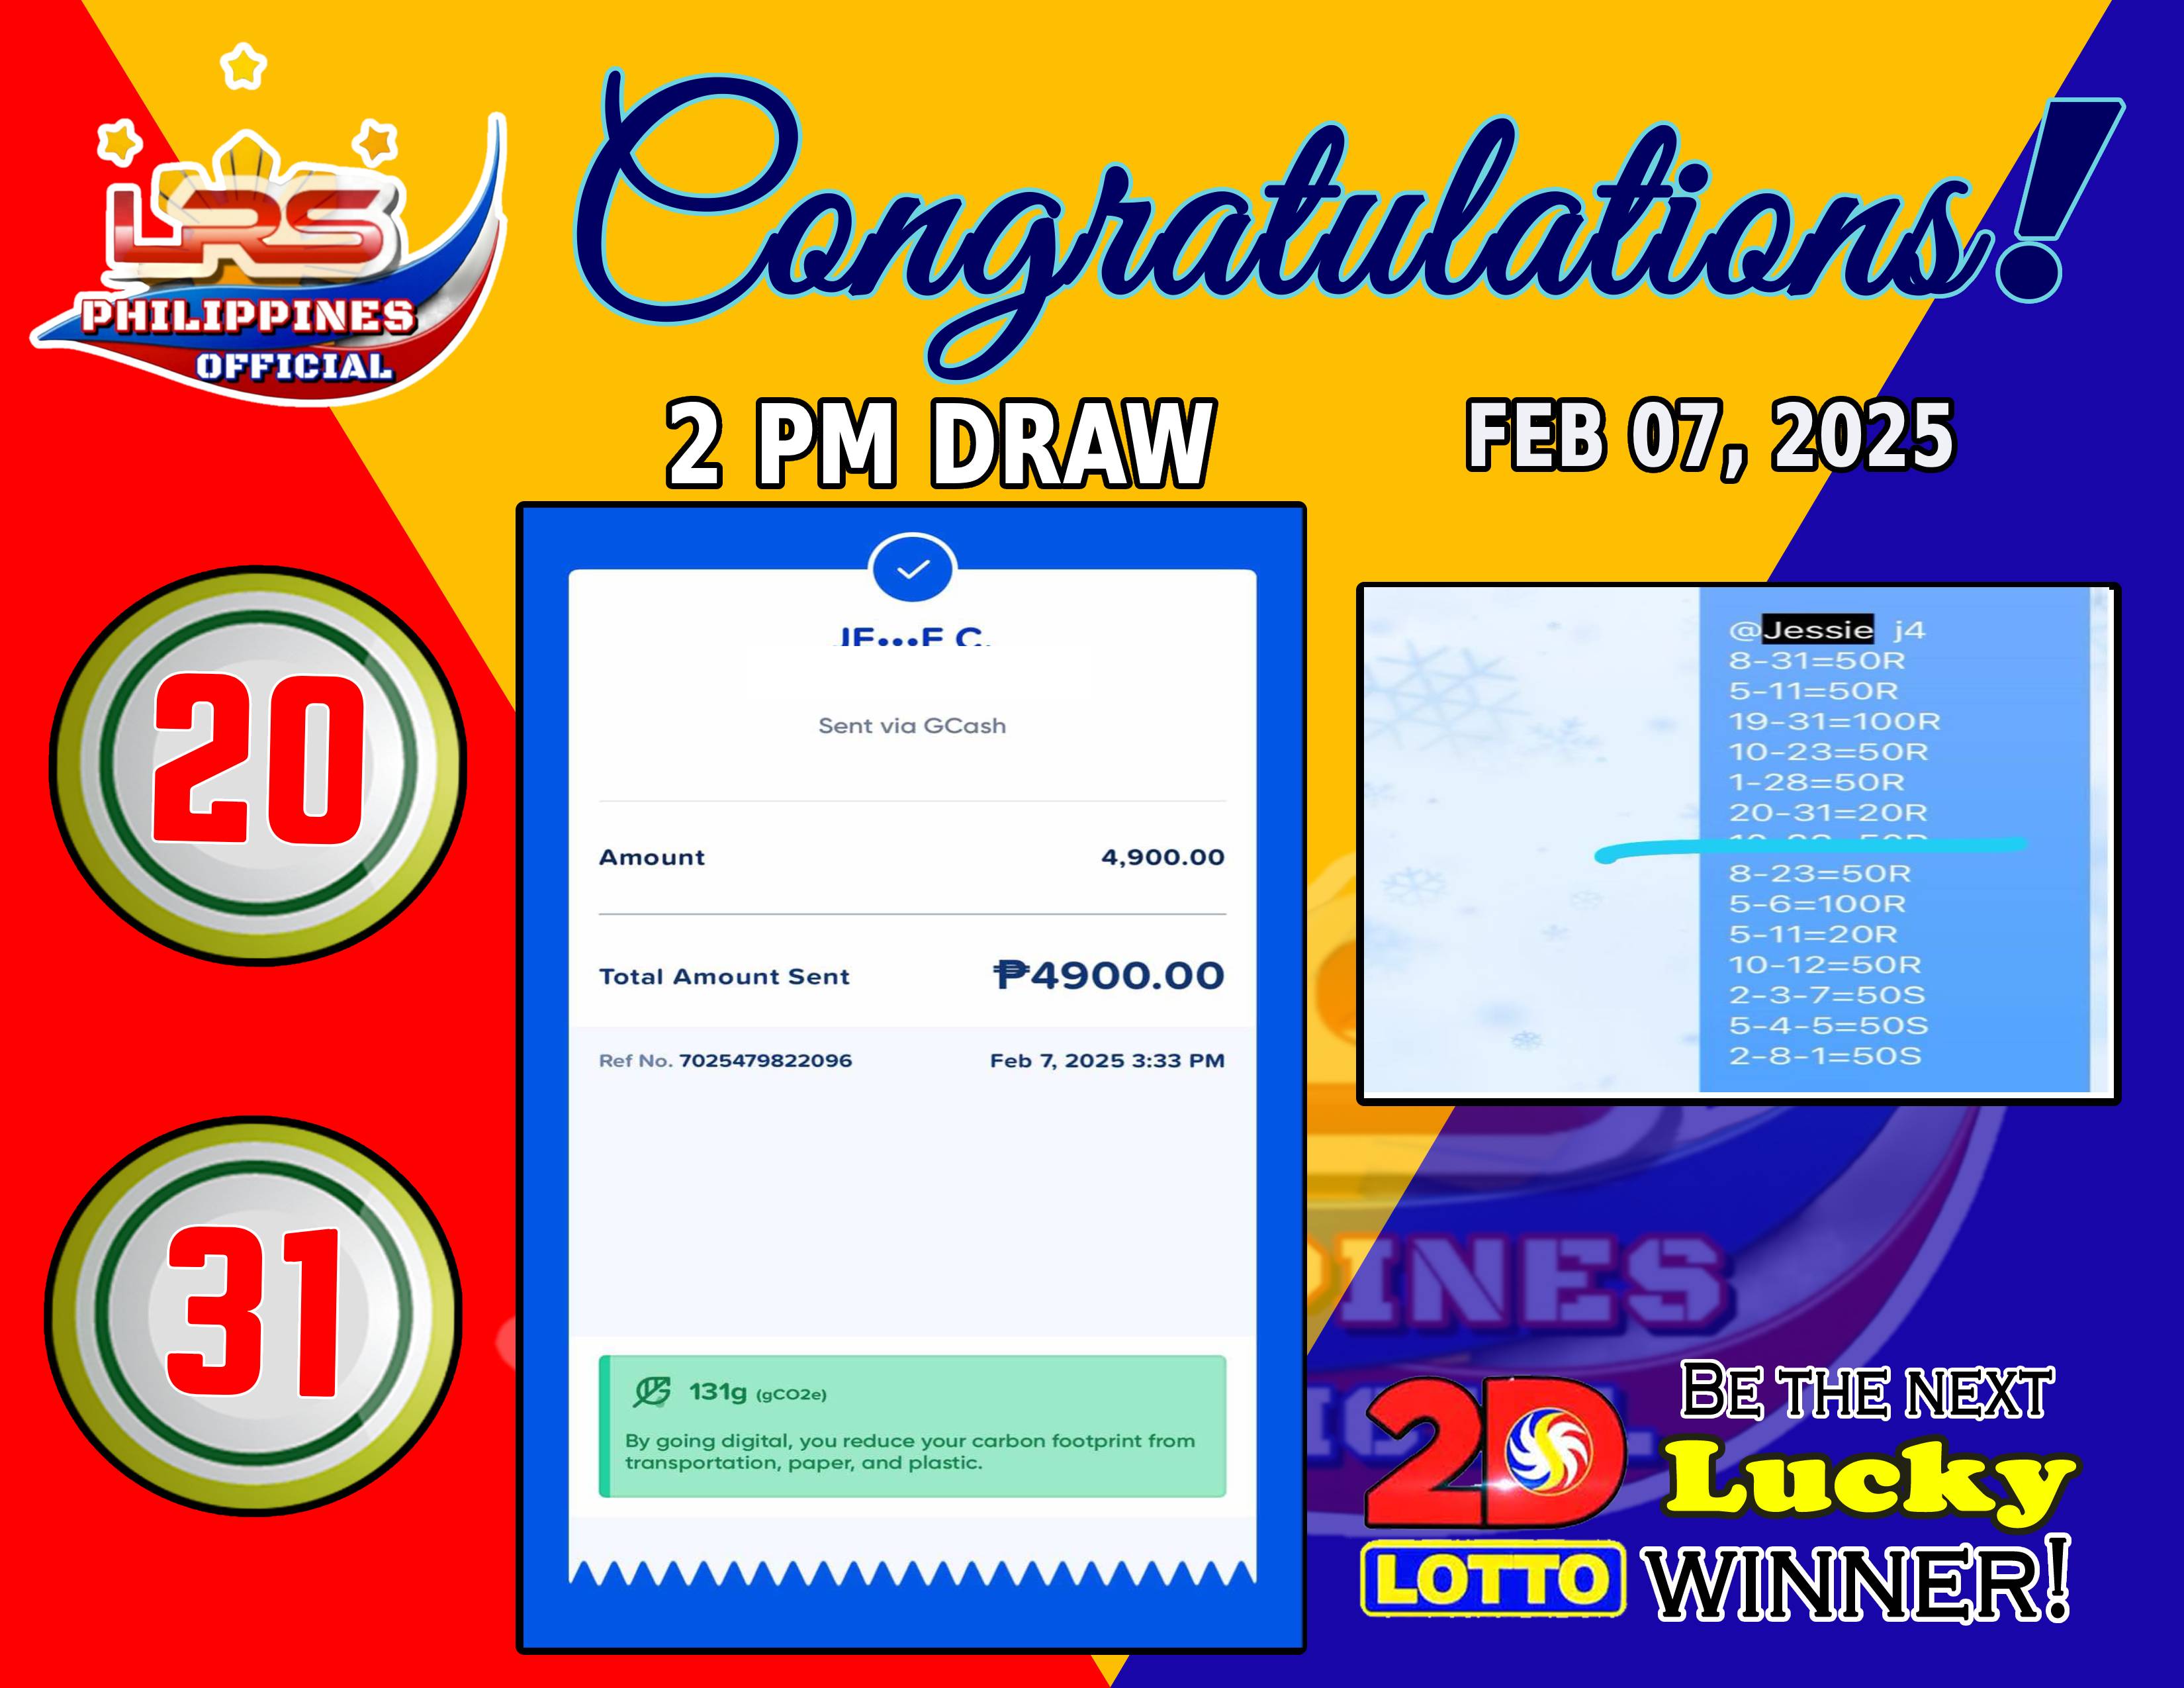 LRS
PHILIPPINES
OFFICIAL
Congratulations!
2 PM DRAW
FEB 07, 2025
20
31
JE...E C.
Sent via GCash
Amount 4,900.00
Total Amount Sent ₱4900.00
Ref No. 7025479822096 Feb 7, 2025 3:33 PM
131g (gCO2e)
By going digital, you reduce your carbon footprint from
transportation, paper, and plastic.
@Jessie j4
8-31=50R
5-11=50R
19-31=100R
10-23=50R
1-28=50R
20-31=20R
8-23=50R
5-6=100R
5-11=20R
10-12=50R
2-3-7=50S
5-4-5=50S
2-8-1=50S
PINES
2D
LOTTO
BE THE NEXT
Lucky
WINNER!